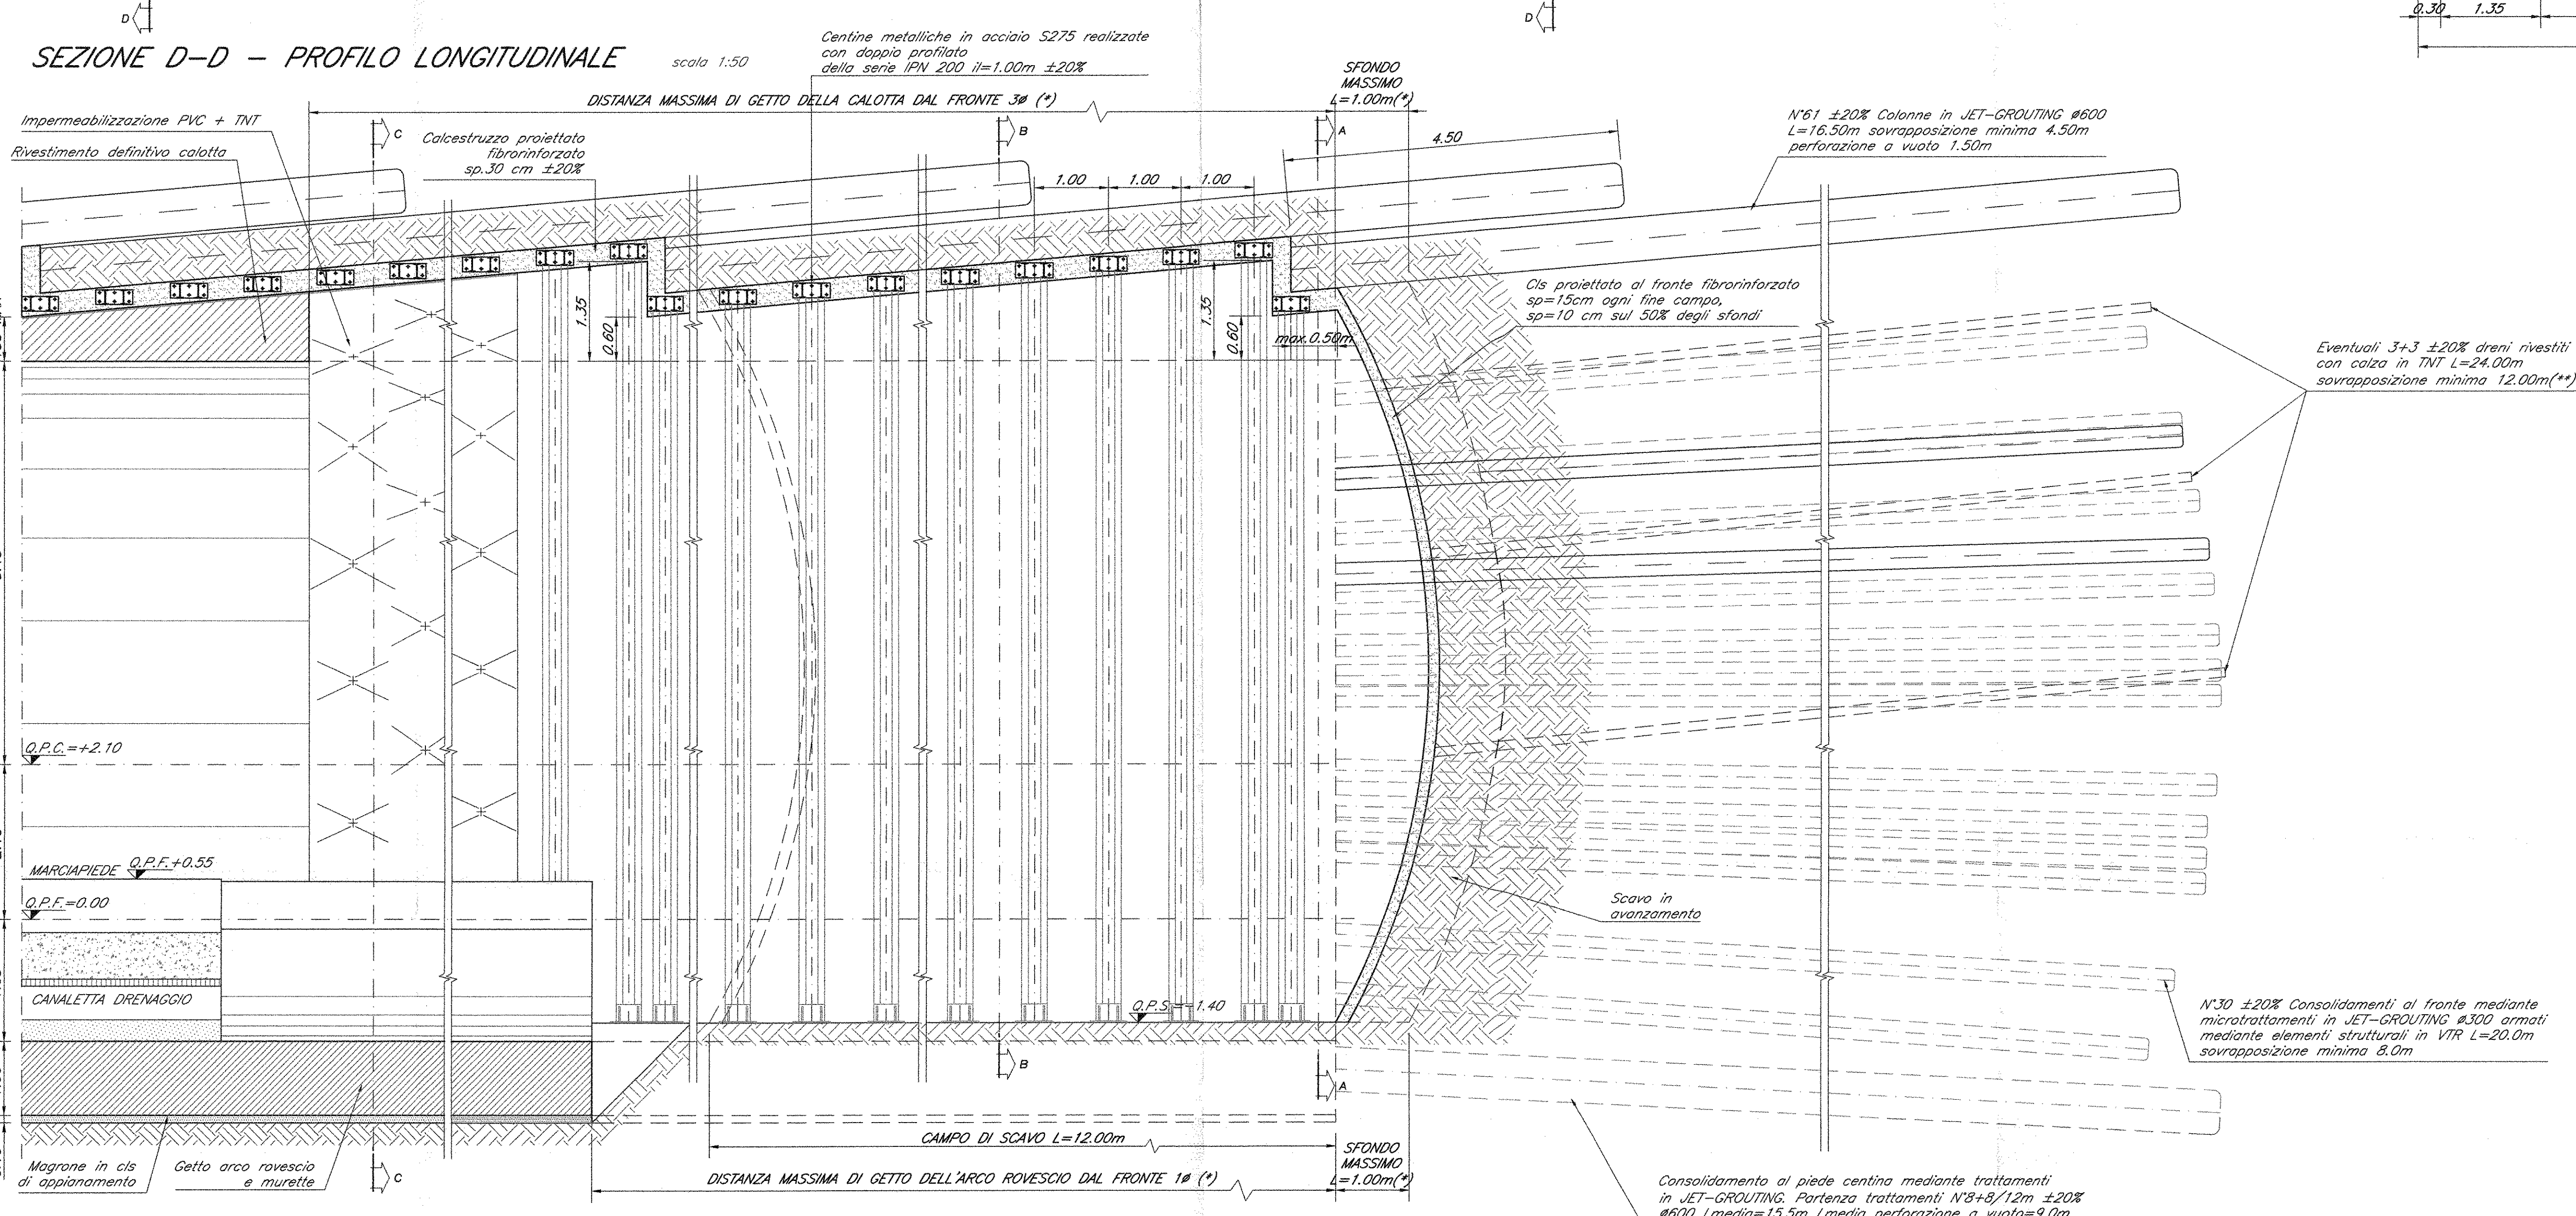 D
D
0.30
1.35
SEZIONE D-D - PROFILO LONGITUDINALE
scala 1:50
Centine metalliche in acciaio S275 realizzate
con doppio profilato
della serie IPN 200 il=1.00m ±20%
SFONDO
MASSIMO
L=1.00m(*)
DISTANZA MASSIMA DI GETTO DELLA CALOTTA DAL FRONTE 3ø (*)
Impermeabilizzazione PVC + TNT
Rivestimento definitivo calotta
C
Calcestruzzo proiettato
fibrorinforzato
sp.30 cm ±20%
B
A
4.50
N°61 ±20% Colonne in JET-GROUTING ø600
L=16.50m sovrapposizione minima 4.50m
perforazione a vuoto 1.50m
1.00
1.00
1.00
1.35
0.60
1.35
0.60
max.0.50m
Cls proiettato al fronte fibrorinforzato
sp=15cm ogni fine campo,
sp=10 cm sul 50% degli sfondi
Eventuali 3+3 ±20% dreni rivestiti
con calza in TNT L=24.00m
sovrapposizione minima 12.00m(**)
Q.P.C.=+2.10
MARCIAPIEDE
Q.P.F.+0.55
Q.P.F.=0.00
CANALETTA DRENAGGIO
Q.P.S.=-1.40
Scavo in
avanzamento
N°30 ±20% Consolidamenti al fronte mediante
microtrattamenti in JET-GROUTING ø300 armati
mediante elementi strutturali in VTR L=20.0m
sovrapposizione minima 8.0m
B
A
CAMPO DI SCAVO L=12.00m
SFONDO
MASSIMO
L=1.00m(*)
DISTANZA MASSIMA DI GETTO DELL'ARCO ROVESCIO DAL FRONTE 1ø (*)
Magrone in cls
di appianamento
Getto arco rovescio
e murette
C
Consolidamento al piede centina mediante trattamenti
in JET-GROUTING. Partenza trattamenti N°8+8/12m ±20%
ø600 Lmedia=15.5m Lmedia perforazione a vuoto=9.0m